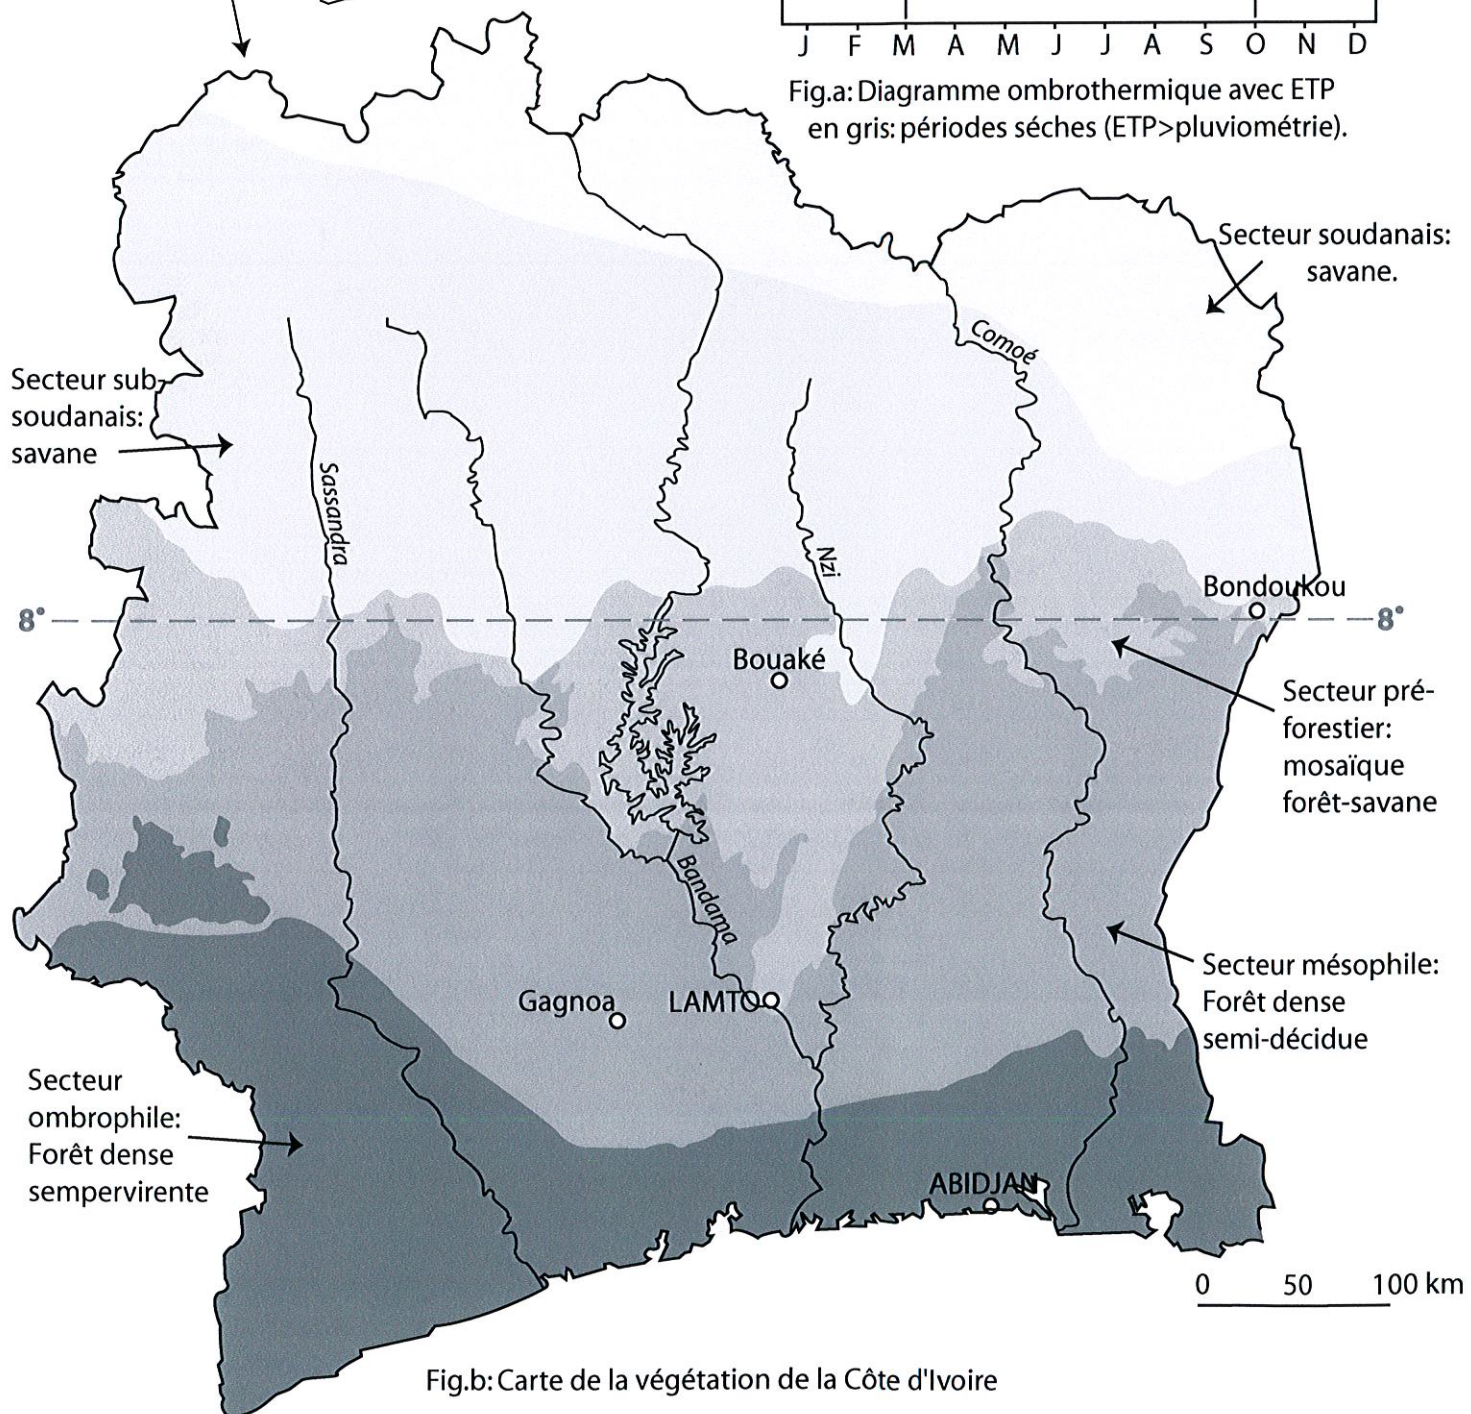 J F M A M J J A S O N D
Fig.a: Diagramme ombrothermique avec ETP
en gris: périodes séches (ETP>pluviométrie).
Secteur soudanais:
savane.
Comoé
Secteur sub-
soudanais:
savane
Sassandra
Nzi
Bondoukou
8°
8°
Bouaké
Secteur pré-
forestier:
mosaïque
forêt-savane
Bandama
Secteur mésophile:
Forêt dense
semi-décidue
Gagnoa
LAMTO
Secteur
ombrophile:
Forêt dense
sempervirente
ABIDJAN
0 50 100 km
Fig.b: Carte de la végétation de la Côte d'Ivoire